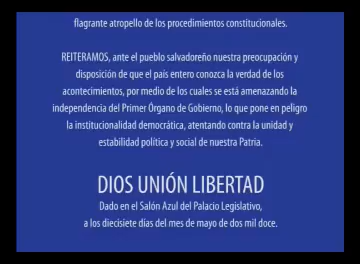 flagrante atropello de los procedimientos constitucionales.
REITERAMOS, ante el pueblo salvadoreño nuestra preocupación y
disposición de que el pais entero conozca la verdad de los
acontecimientos, por medio de los cuales se está amenazando la
independencia del Primer Órgano de Gobierno, lo que pone en peligro
la institucionalidad democrática, atentando contra la unidad y
estabilidad política y social de nuestra Patria.
DIOS UNIÓN LIBERTAD
Dado en el Salón Azul del Palacio Legislativo,
a los diecisiete días del mes de mayo de dos mil doce.